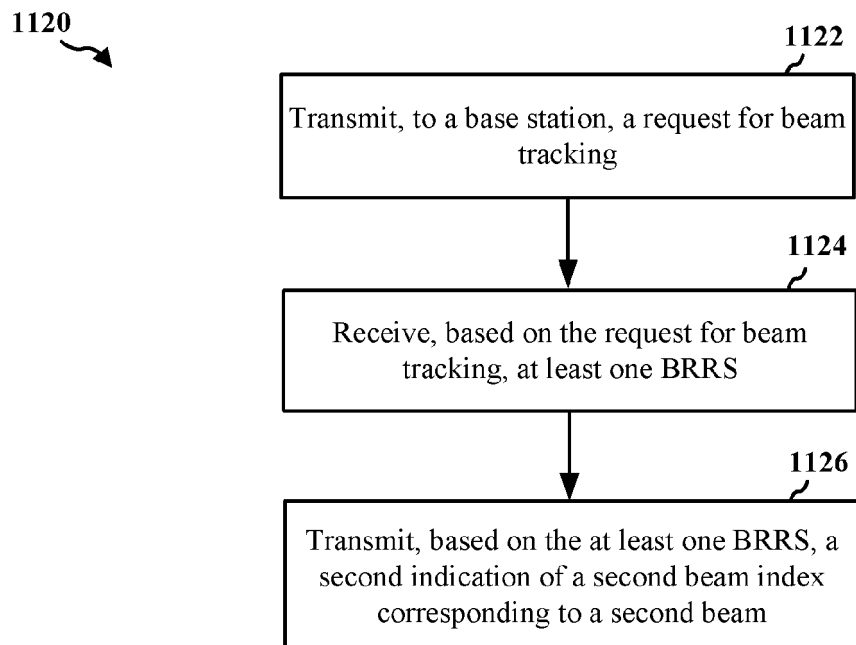 1120
1122
Transmit, to a base station, a request for beam
tracking
1124
Receive, based on the request for beam
tracking, at least one BRRS
1126
Transmit, based on the at least one BRRS, a
second indication of a second beam index
corresponding to a second beam